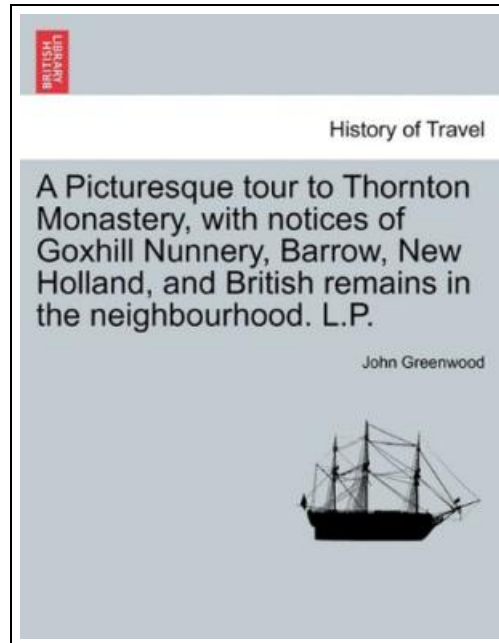 BRITISH
LIBRARY
History of Travel
A Picturesque tour to Thornton
Monastery, with notices of
Goxhill Nunnery, Barrow, New
Holland, and British remains in
the neighbourhood. L.P.
John Greenwood